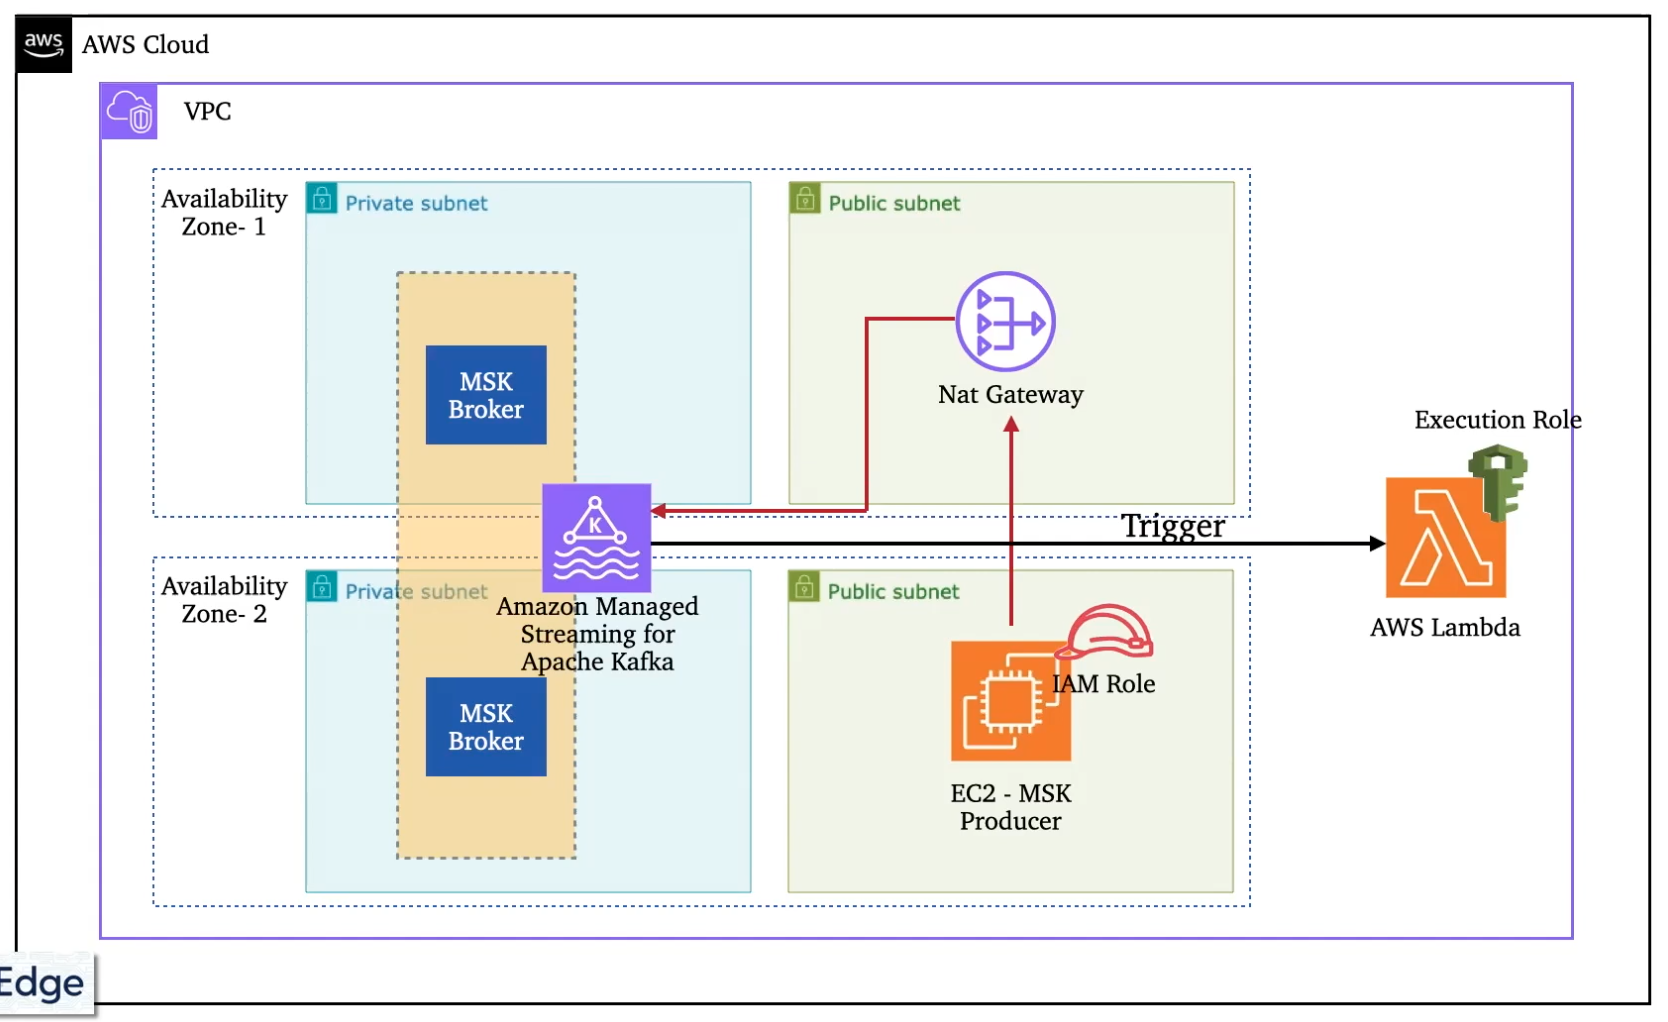 aws
AWS Cloud
VPC
Availability
Zone- 1
Private subnet
Public subnet
MSK
Broker
Nat Gateway
Execution Role
K
Trigger
Availability
Zone- 2
Private subnet
Public subnet
Amazon Managed
Streaming for
Apache Kafka
AWS Lambda
IAM Role
MSK
Broker
EC2 - MSK
Producer
Edge